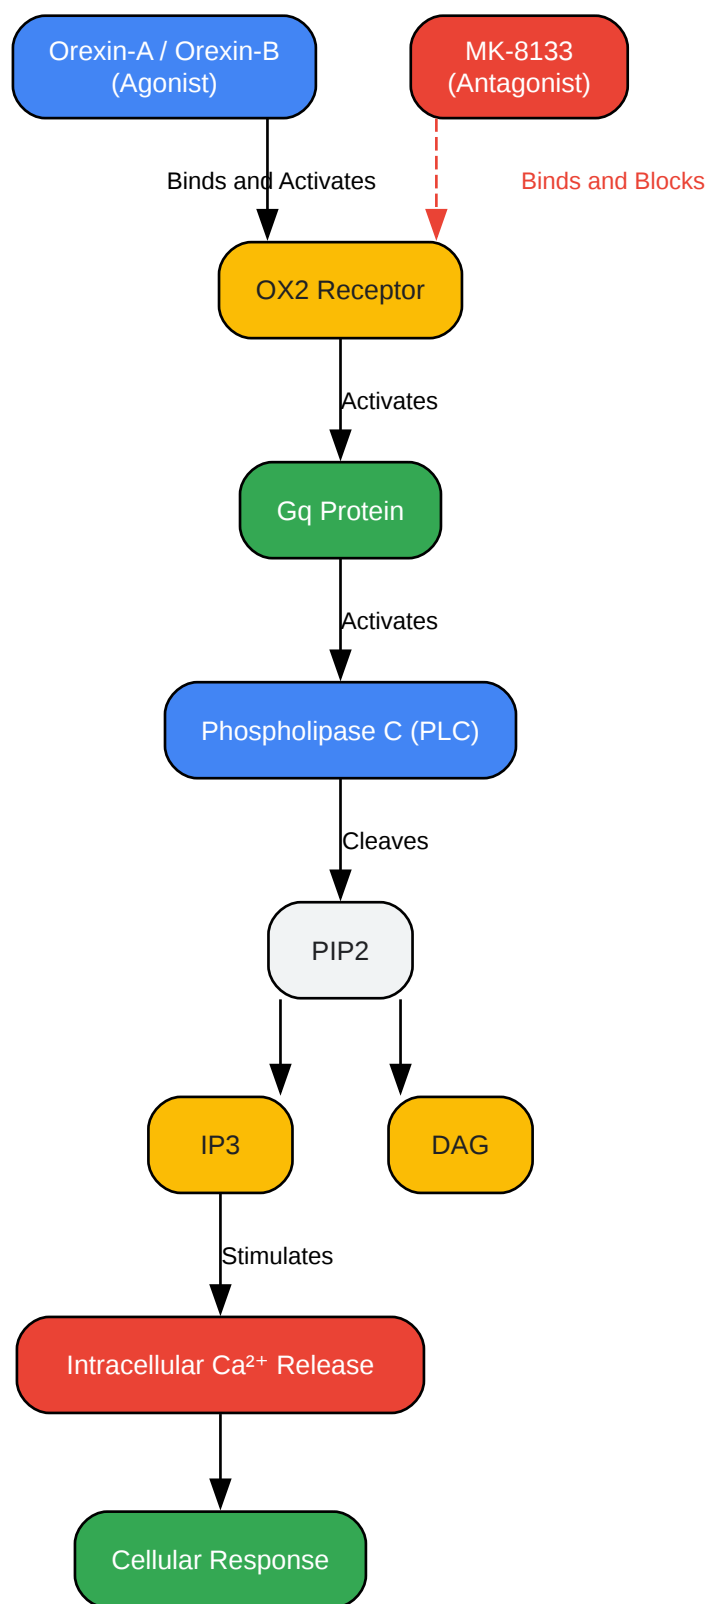 Orexin-A / Orexin-B
(Agonist)
MK-8133
(Antagonist)
Binds and Activates
Binds and Blocks
OX2 Receptor
Activates
Gq Protein
Activates
Phospholipase C (PLC)
Cleaves
PIP2
IP3
DAG
Stimulates
Intracellular Ca²⁺ Release
Cellular Response